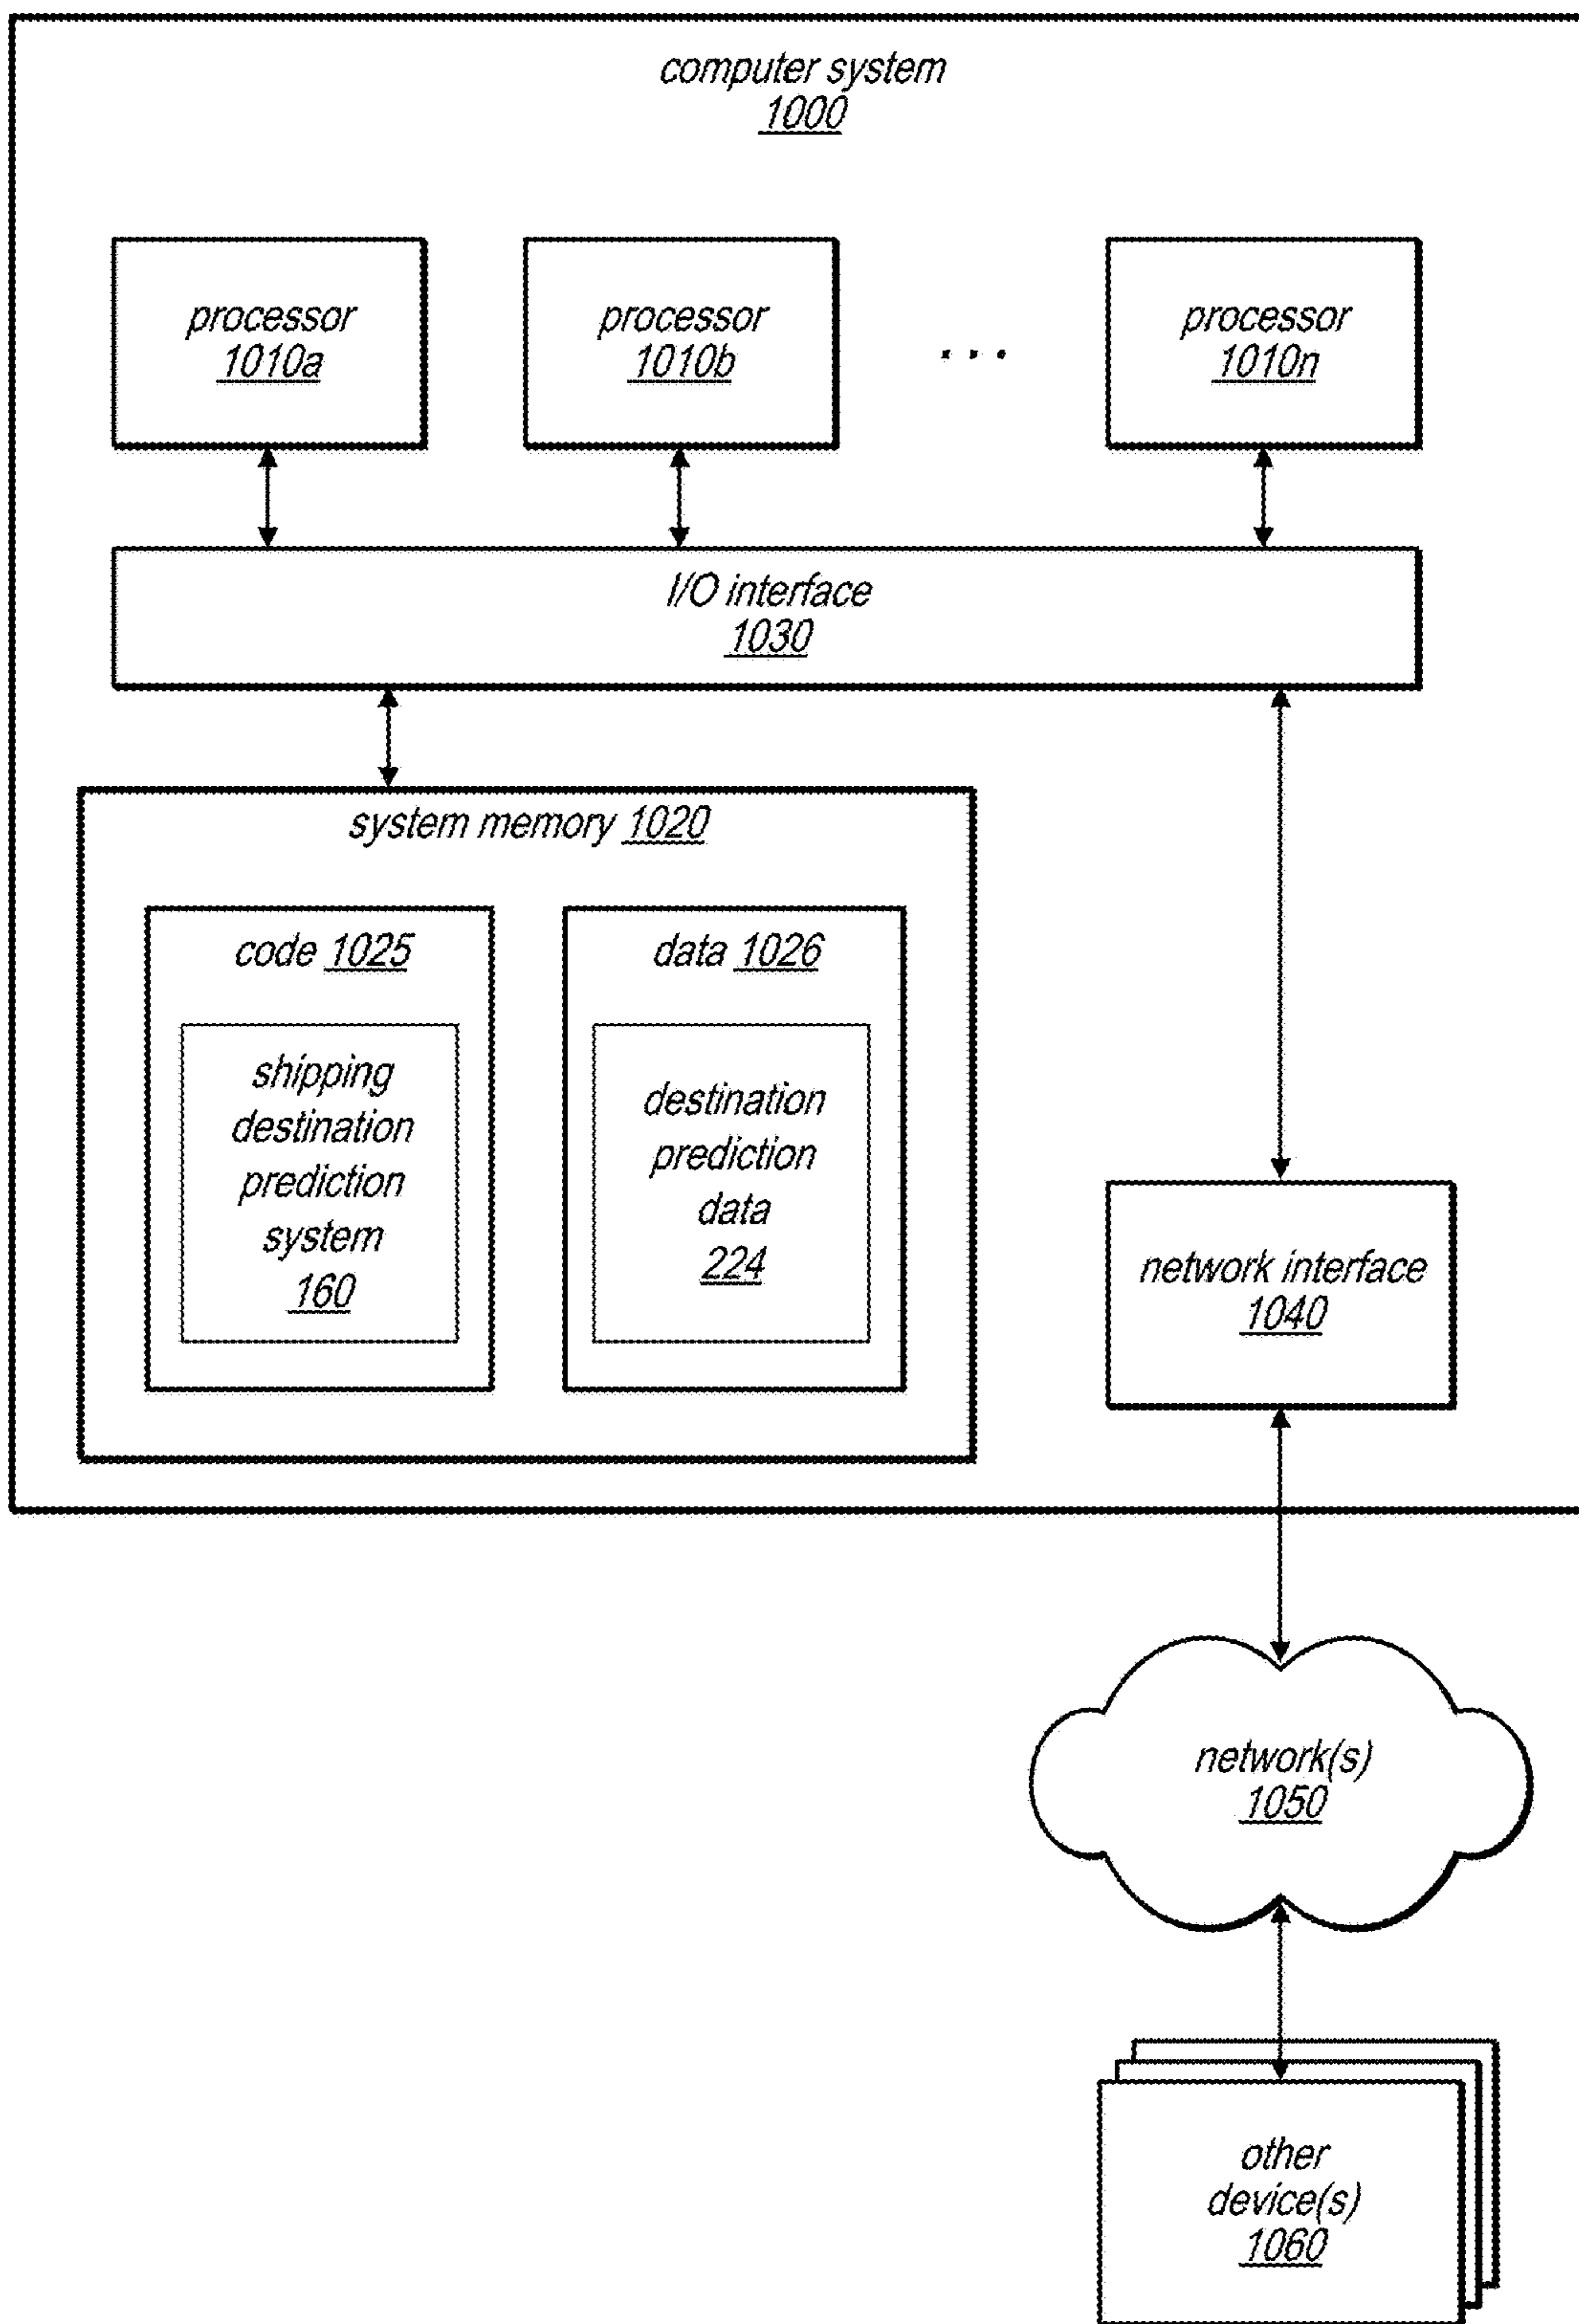 computer system
1000
processor
1010a
processor
1010b
. . .
processor
1010n
I/O interface
1030
system memory 1020
code 1025
shipping
destination
prediction
system
160
data 1026
destination
prediction
data
224
network interface
1040
network(s)
1050
other
device(s)
1060